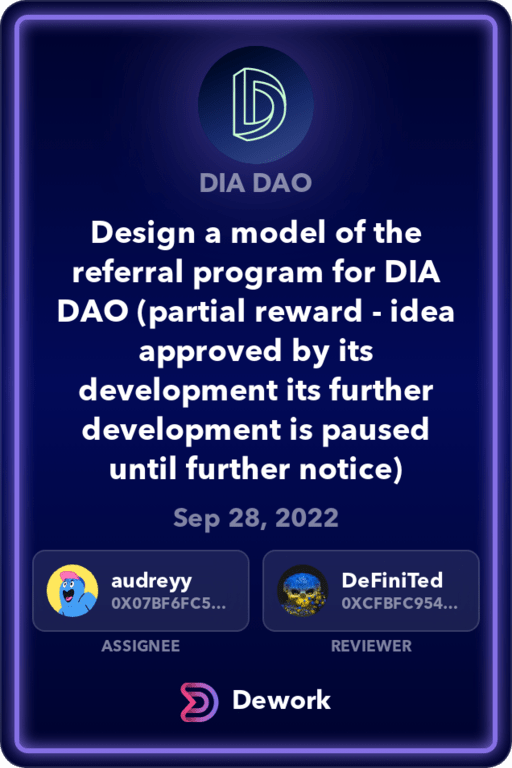 DIA DAO
Design a model of the
referral program for DIA
DAO (partial reward - idea
approved by its
development its further
development is paused
until further notice)
Sep 28, 2022
audreyy
0X07BF6FC5...
ASSIGNEE
DeFiniTed
0XCFBFC954...
REVIEWER
Dework